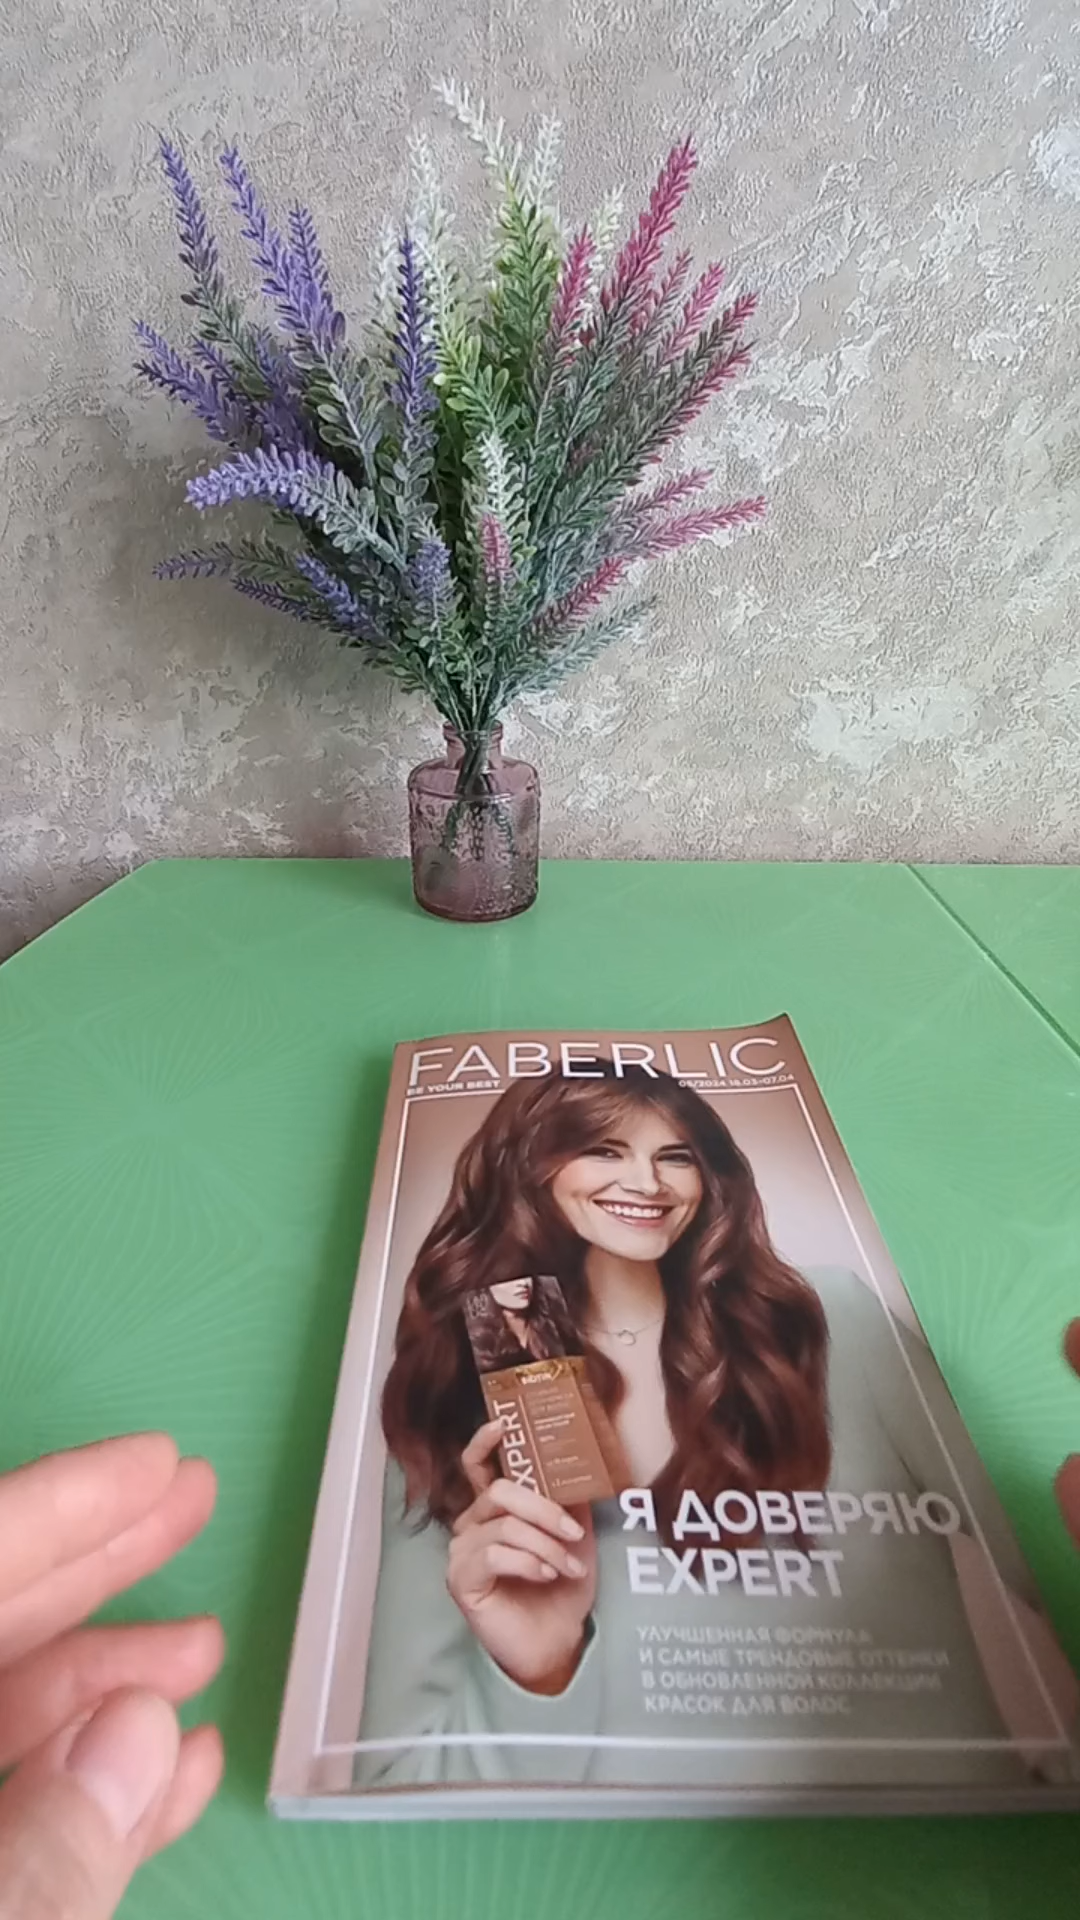 FABERLIC
BE YOUR BEST
05/2024 18.03-07.04
BIOTIN
EXPERT
Я ДОВЕРЯЮ
EXPERT
УЛУЧШЕННАЯ ФОРМУЛА
И САМЫЕ ТРЕНДОВЫЕ ОТТЕНКИ
В ОБНОВЛЕННОЙ КОЛЛЕКЦИИ
КРАСОК ДЛЯ ВОЛОС